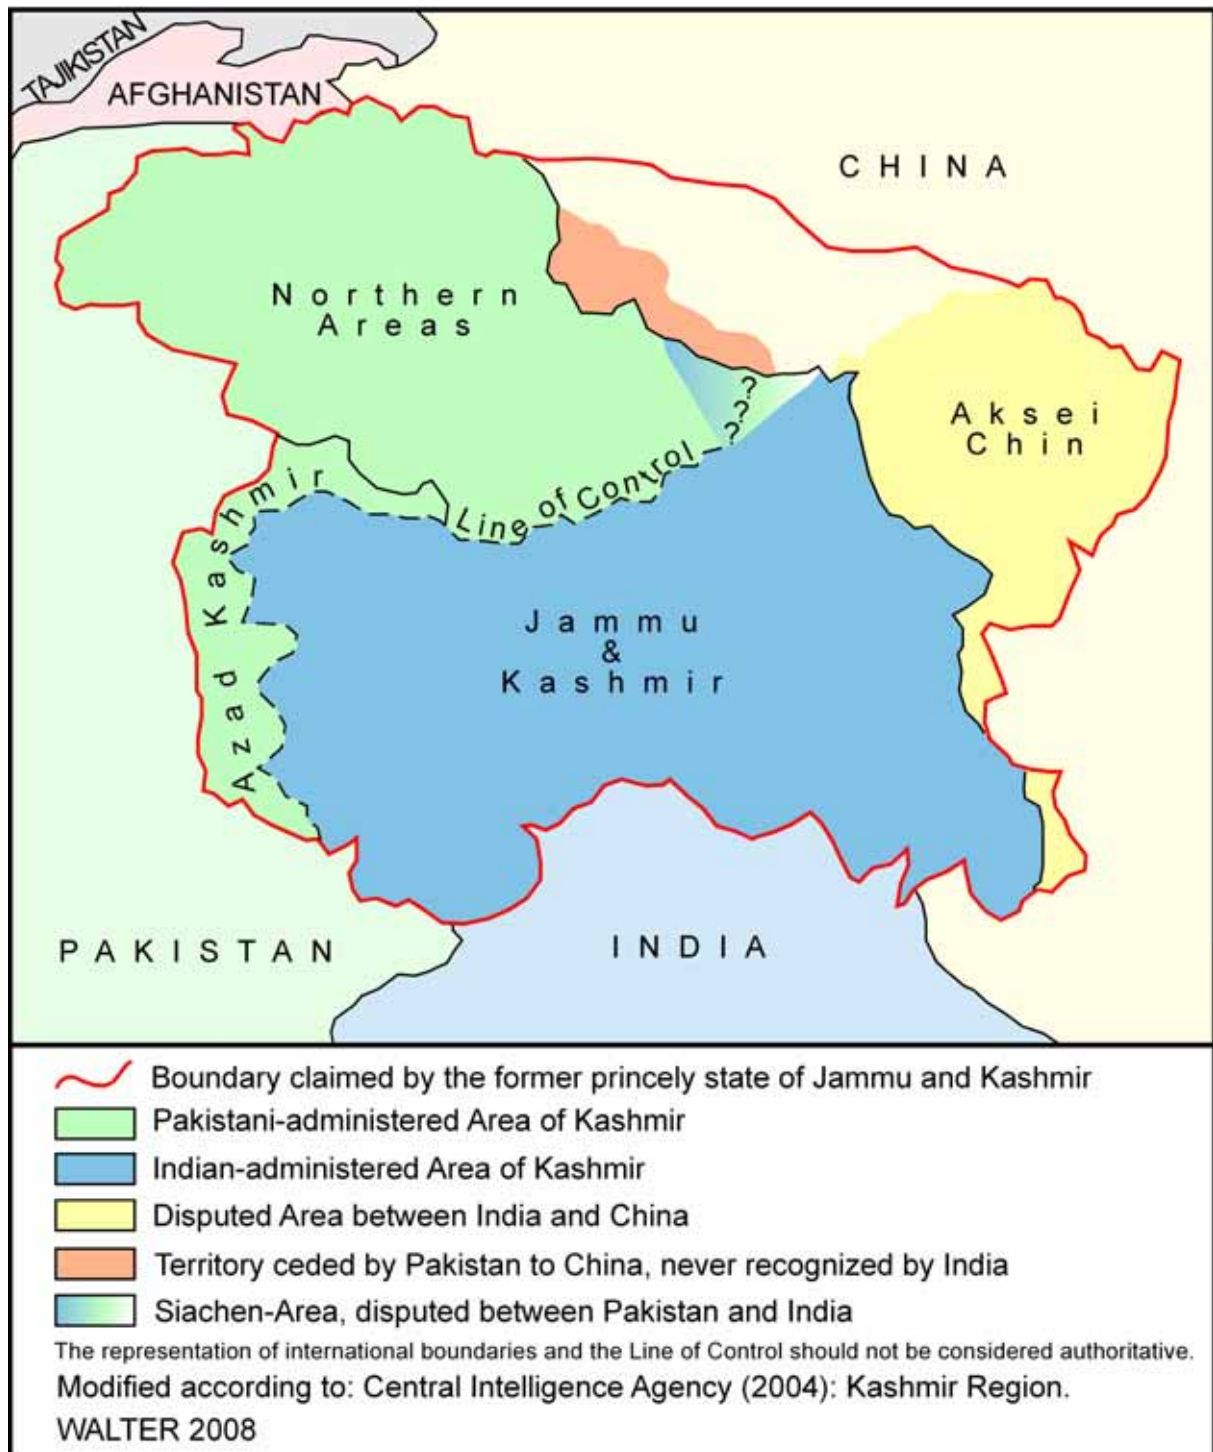 TAJIKISTAN
AFGHANISTAN
CHINA
Northern
Areas
Aksei
Chin
? ? ?
Line of Control
Azad Kashmir
Jammu
&
Kashmir
PAKISTAN
INDIA
Boundary claimed by the former princely state of Jammu and Kashmir
Pakistani-administered Area of Kashmir
Indian-administered Area of Kashmir
Disputed Area between India and China
Territory ceded by Pakistan to China, never recognized by India
Siachen-Area, disputed between Pakistan and India
The representation of international boundaries and the Line of Control should not be considered authoritative.
Modified according to: Central Intelligence Agency (2004): Kashmir Region.
WALTER 2008